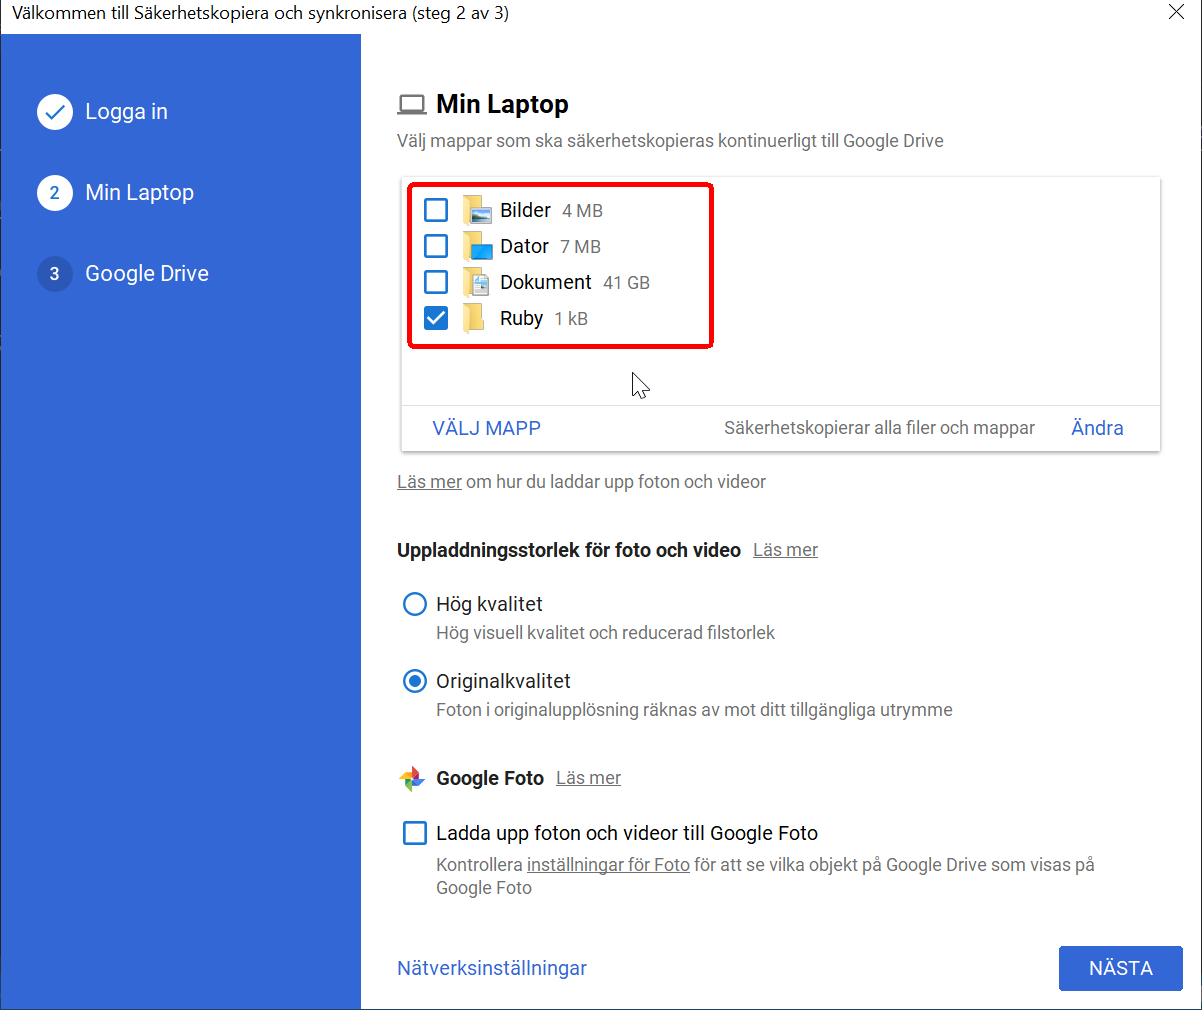 Välkommen till Säkerhetskopiera och synkronisera (steg 2 av 3)
Logga in
2 Min Laptop
3 Google Drive
Min Laptop
Välj mappar som ska säkerhetskopieras kontinuerligt till Google Drive
Bilder 4 MB
Dator 7 MB
Dokument 41 GB
Ruby 1 kB
VÄLJ MAPP Säkerhetskopierar alla filer och mappar Ändra
Läs mer om hur du laddar upp foton och videor
Uppladdningsstorlek för foto och video Läs mer
Hög kvalitet
Hög visuell kvalitet och reducerad filstorlek
Originalkvalitet
Foton i originalupplösning räknas av mot ditt tillgängliga utrymme
Google Foto Läs mer
Ladda upp foton och videor till Google Foto
Kontrollera inställningar för Foto för att se vilka objekt på Google Drive som visas på
Google Foto
Nätverksinställningar NÄSTA